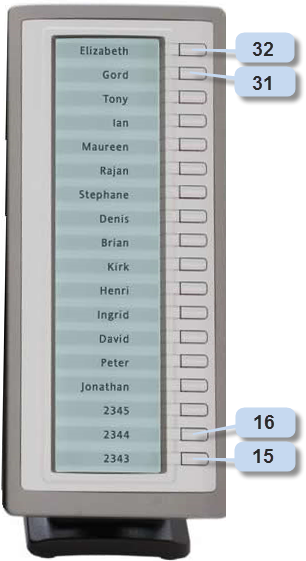 Elizabeth 32
Gord 31
Tony
Ian
Maureen
Rajan
Stephane
Denis
Brian
Kirk
Henri
Ingrid
David
Peter
Jonathan
2345
2344 16
2343 15